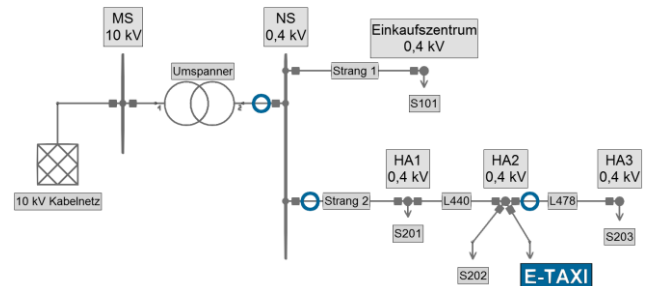 MS
10 kV
NS
0,4 kV
Einkaufszentrum
0,4 kV
Umspanner
Strang 1
S101
10 kV Kabelnetz
HA1
0,4 kV
HA2
0,4 kV
HA3
0,4 kV
Strang 2
L440
L478
S201
S202
S203
E-TAXI